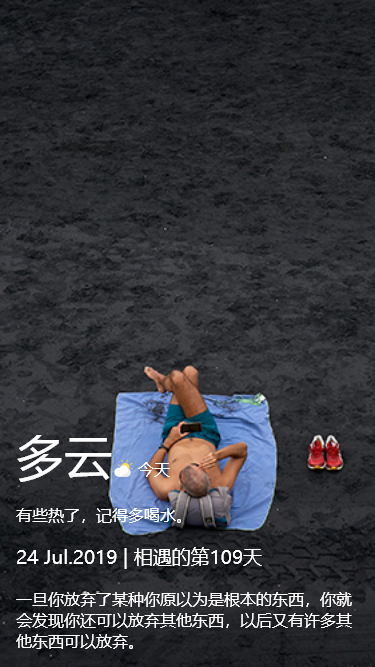 多云 今天
有些热了，记得多喝水。
24 Jul.2019 | 相遇的第109天
一旦你放弃了某种你原以为是根本的东西，你就
会发现你还可以放弃其他东西，以后又有许多其
他东西可以放弃。